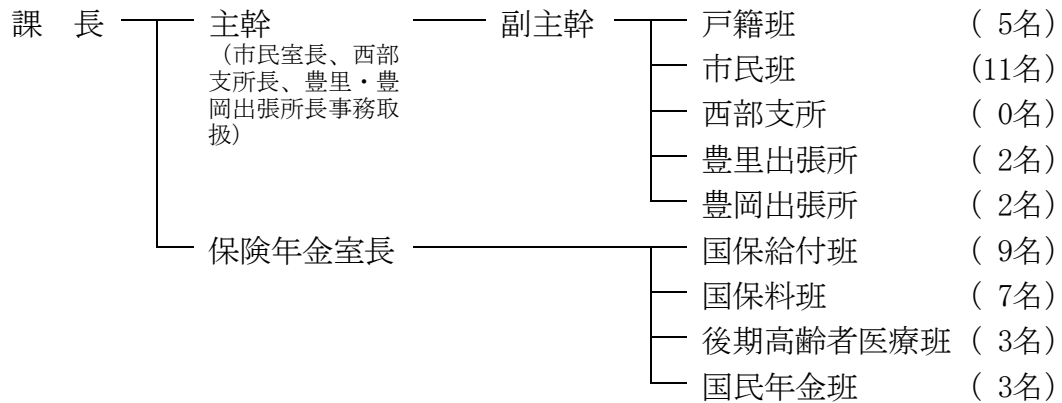 課　長　主幹　副主幹　戸籍班　( 5名)
（市民室長、西部
支所長、豊里・豊
岡出張所長事務取
扱）
市民班　(11名)
西部支所　( 0名)
豊里出張所　( 2名)
豊岡出張所　( 2名)
保険年金室長　国保給付班　( 9名)
国保料班　( 7名)
後期高齢者医療班　( 3名)
国民年金班　( 3名)